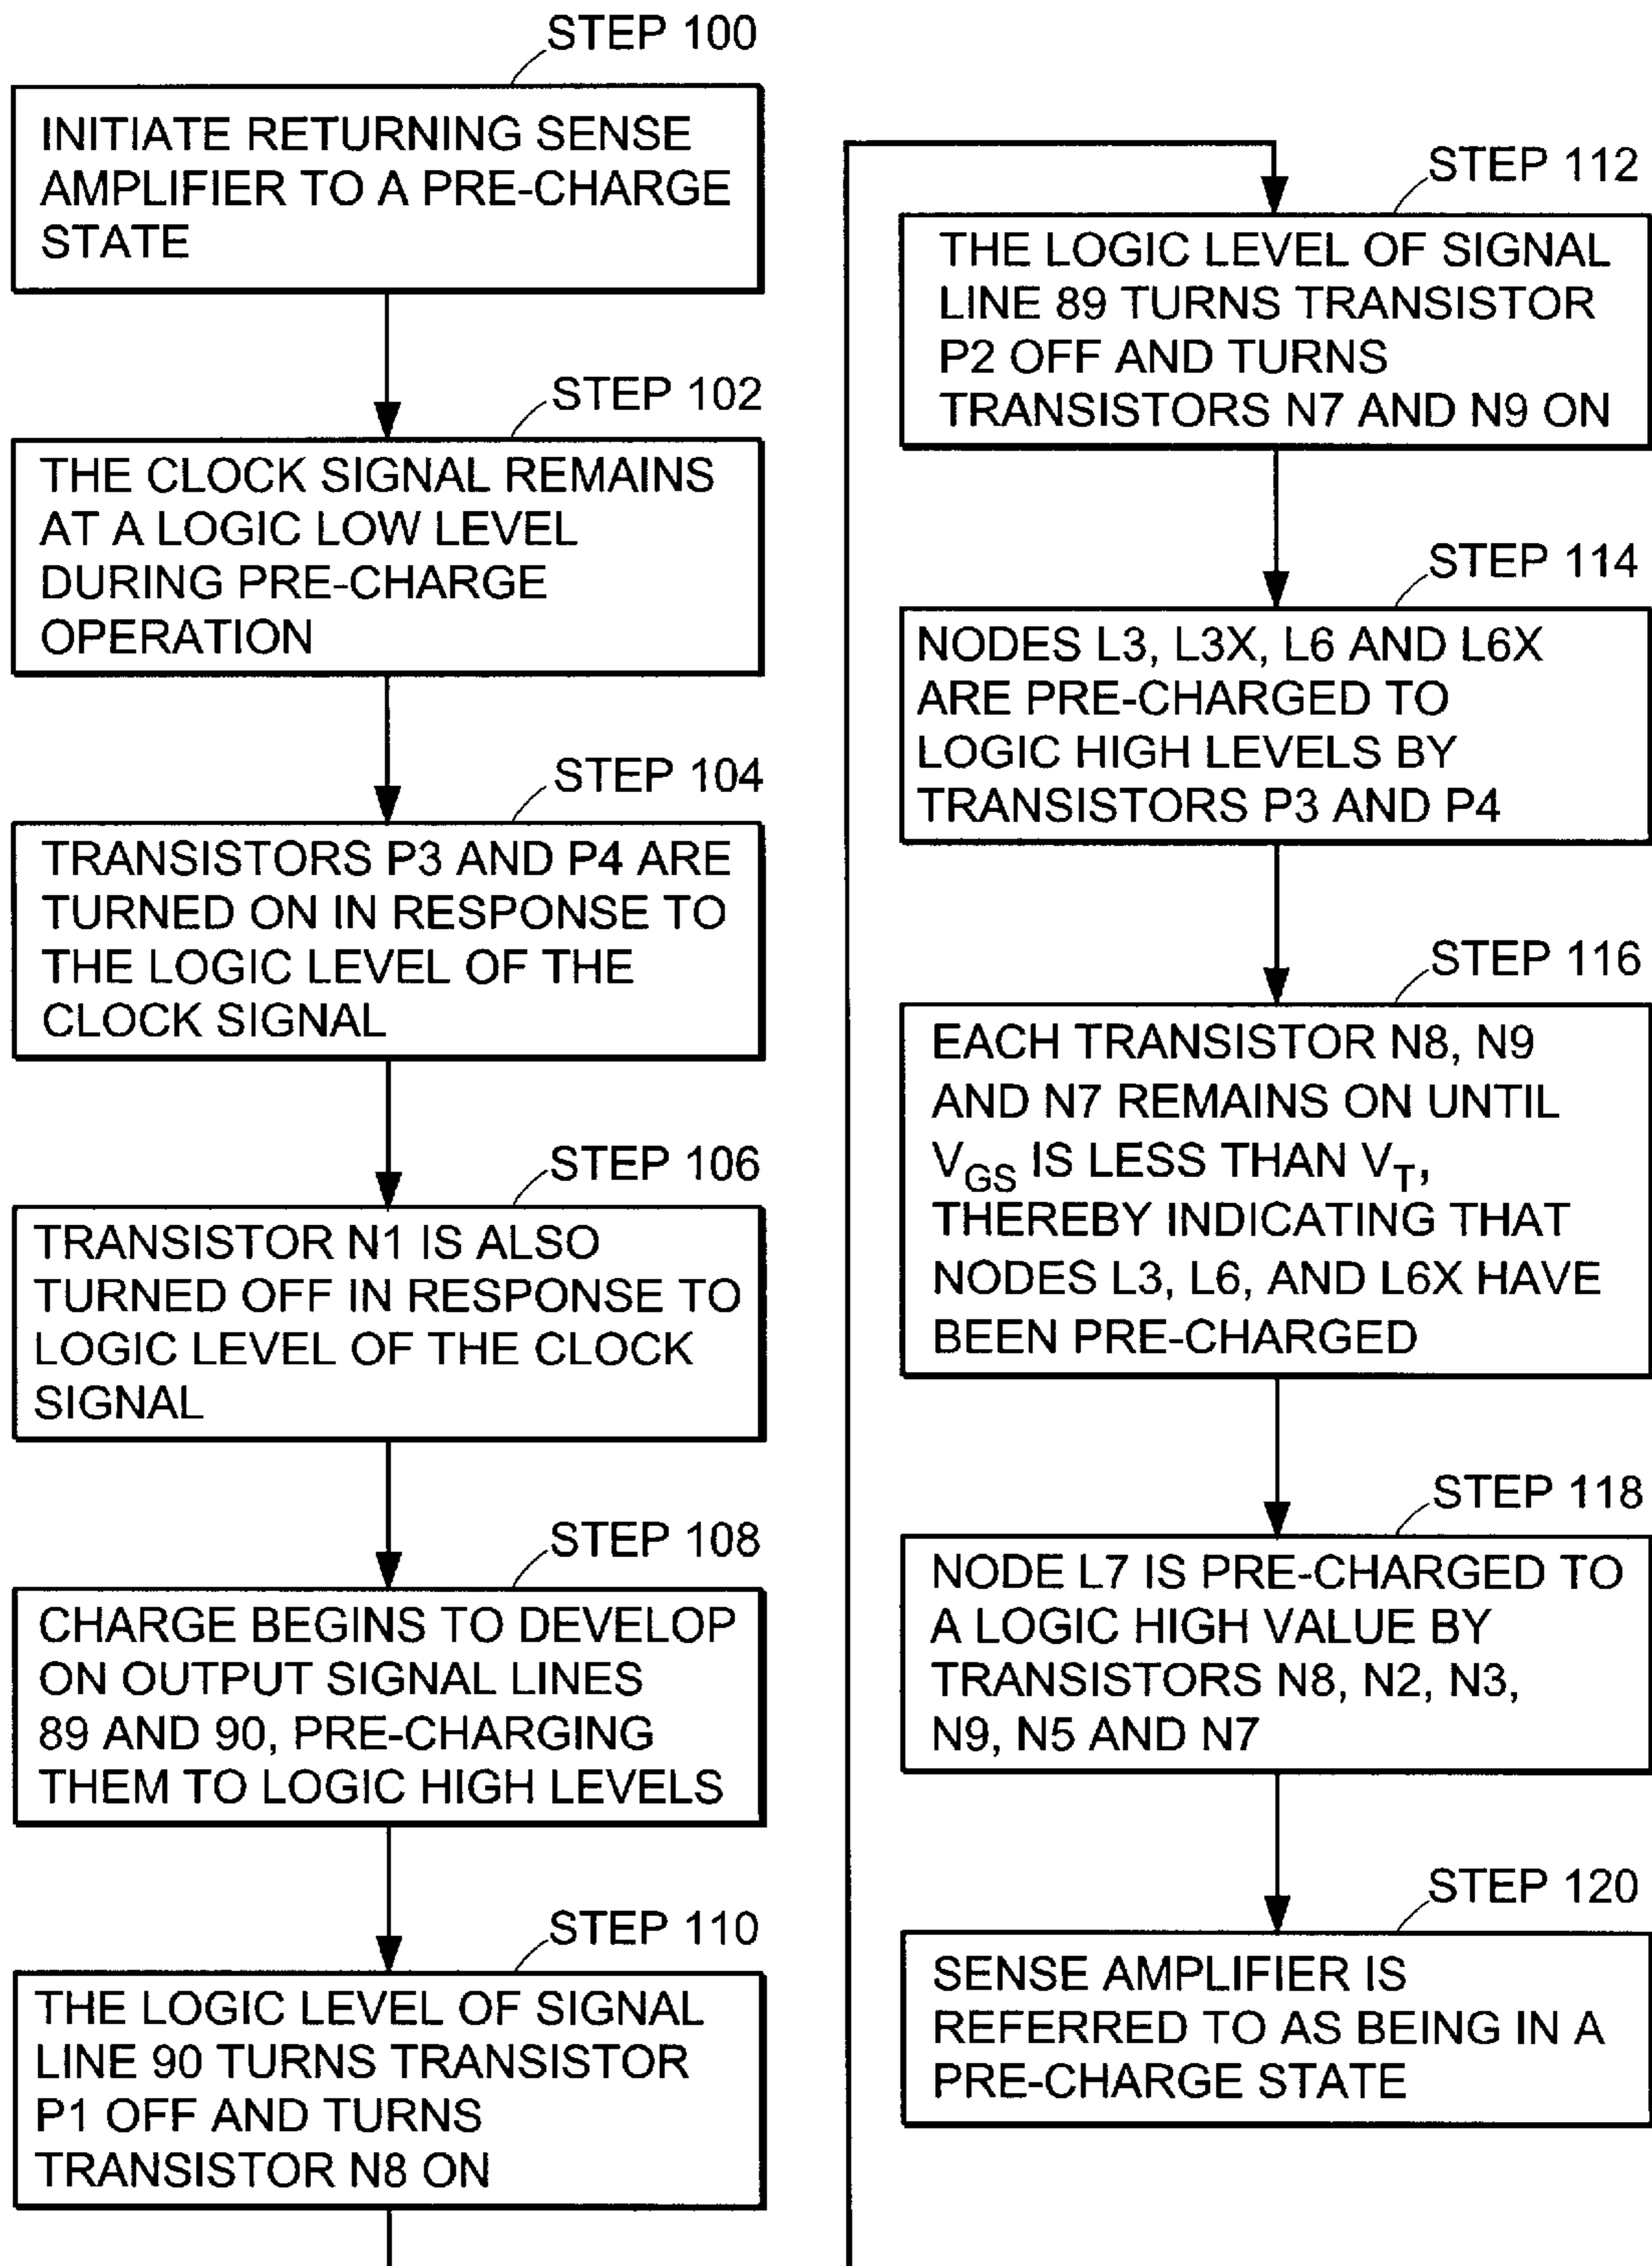 STEP 100
INITIATE RETURNING SENSE
AMPLIFIER TO A PRE-CHARGE
STATE
STEP 102
THE CLOCK SIGNAL REMAINS
AT A LOGIC LOW LEVEL
DURING PRE-CHARGE
OPERATION
STEP 104
TRANSISTORS P3 AND P4 ARE
TURNED ON IN RESPONSE TO
THE LOGIC LEVEL OF THE
CLOCK SIGNAL
STEP 106
TRANSISTOR N1 IS ALSO
TURNED OFF IN RESPONSE TO
LOGIC LEVEL OF THE CLOCK
SIGNAL
STEP 108
CHARGE BEGINS TO DEVELOP
ON OUTPUT SIGNAL LINES
89 AND 90, PRE-CHARGING
THEM TO LOGIC HIGH LEVELS
STEP 110
THE LOGIC LEVEL OF SIGNAL
LINE 90 TURNS TRANSISTOR
P1 OFF AND TURNS
TRANSISTOR N8 ON
STEP 112
THE LOGIC LEVEL OF SIGNAL
LINE 89 TURNS TRANSISTOR
P2 OFF AND TURNS
TRANSISTORS N7 AND N9 ON
STEP 114
NODES L3, L3X, L6 AND L6X
ARE PRE-CHARGED TO
LOGIC HIGH LEVELS BY
TRANSISTORS P3 AND P4
STEP 116
EACH TRANSISTOR N8, N9
AND N7 REMAINS ON UNTIL
VGS IS LESS THAN VT,
THEREBY INDICATING THAT
NODES L3, L6, AND L6X HAVE
BEEN PRE-CHARGED
STEP 118
NODE L7 IS PRE-CHARGED TO
A LOGIC HIGH VALUE BY
TRANSISTORS N8, N2, N3,
N9, N5 AND N7
STEP 120
SENSE AMPLIFIER IS
REFERRED TO AS BEING IN A
PRE-CHARGE STATE